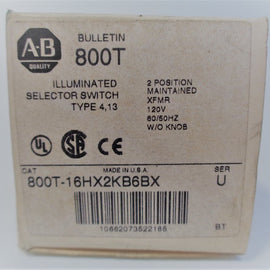 A-B
QUALITY
BULLETIN
800T
ILLUMINATED
SELECTOR SWITCH
TYPE 4,13
2 POSITION
MAINTAINED
XFMR
120V
60/50HZ
W/O KNOB
UL
CAT
MADE IN U.S.A.
SER
800T-16HX2KB6BX
U
10662073522165
BT